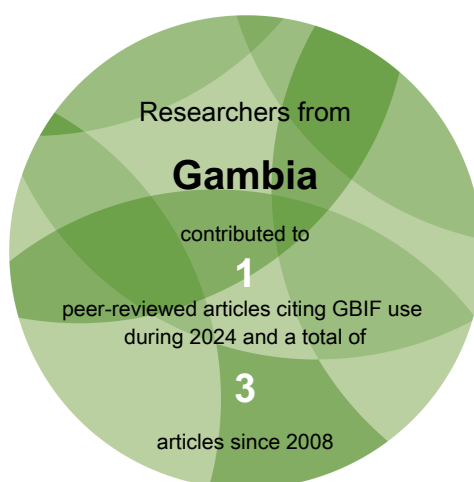 Researchers from
Gambia
contributed to
1
peer-reviewed articles citing GBIF use
during 2024 and a total of
3
articles since 2008